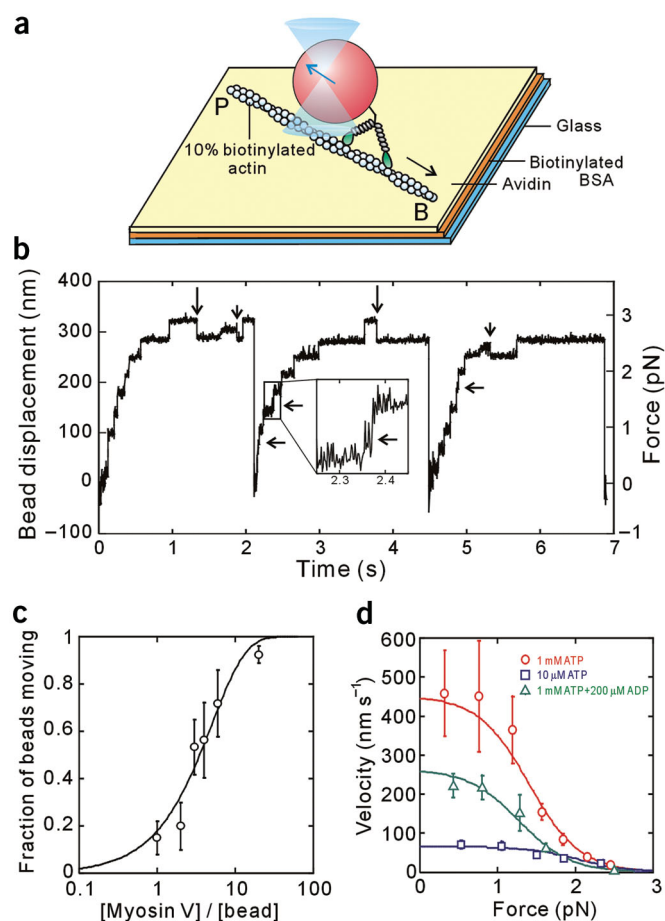 a
P
10% biotinylated
actin
B
Glass
Biotinylated
BSA
Avidin
b
Bead displacement (nm)
400
300
200
100
0
−100
Force (pN)
3
2
1
0
−1
2.3 2.4
0 1 2 3 4 5 6 7
Time (s)
c
Fraction of beads moving
1
0.8
0.6
0.4
0.2
0
0.1 1 10 100
[Myosin V] / [bead]
d
Velocity (nm s⁻¹)
600
500
400
300
200
100
0
1 mM ATP
10 μM ATP
1 mM ATP+200 μM ADP
0 1 2 3
Force (pN)